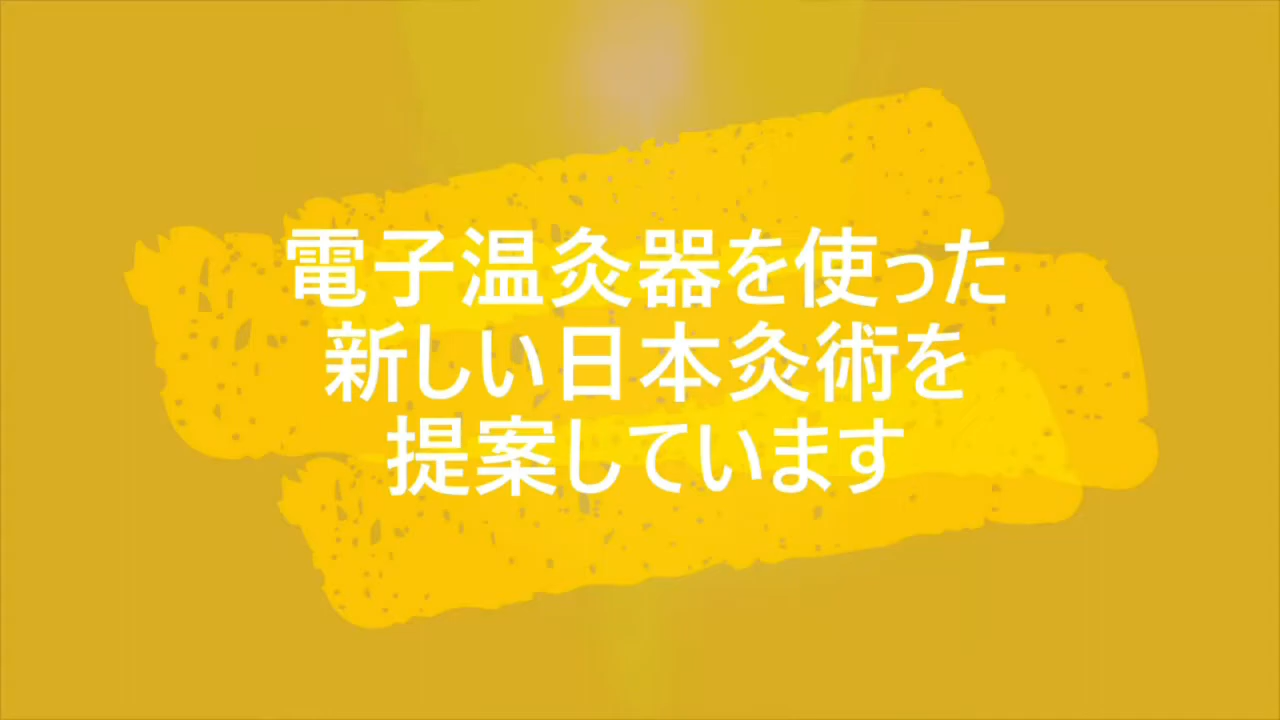 電子温灸器を使った
新しい日本灸術を
提案しています